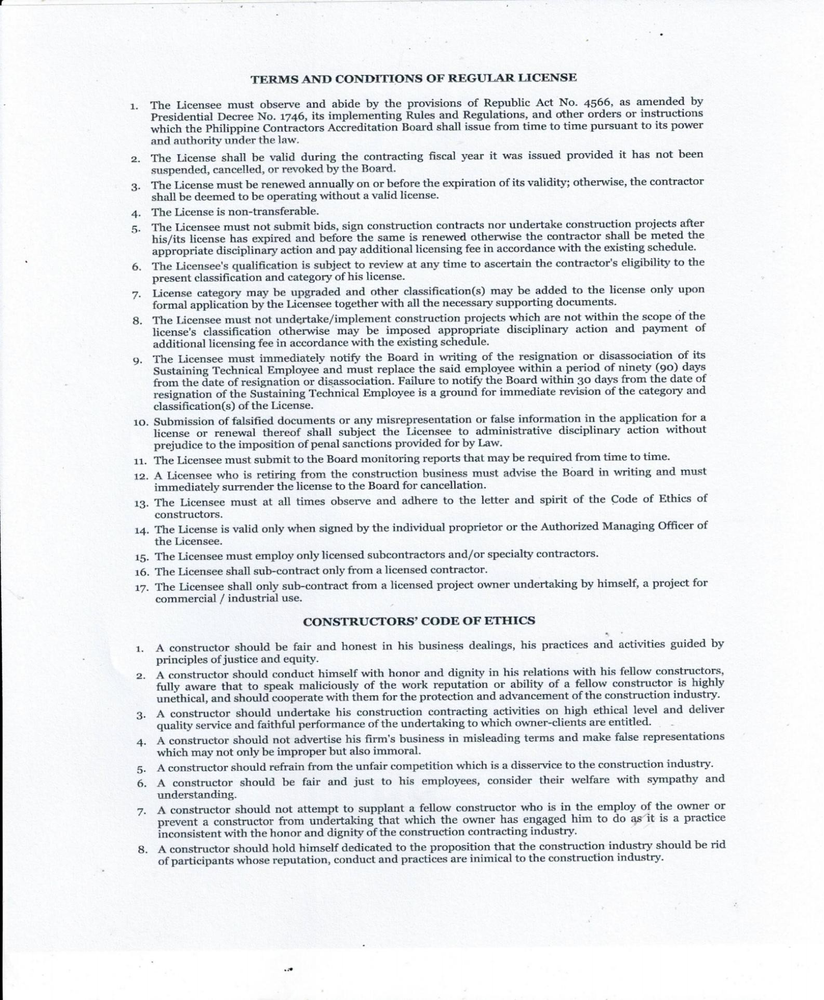 TERMS AND CONDITIONS OF REGULAR LICENSE
1. The Licensee must observe and abide by the provisions of Republic Act No. 4566, as amended by
Presidential Decree No. 1746, its implementing Rules and Regulations, and other orders or instructions
which the Philippine Contractors Accreditation Board shall issue from time to time pursuant to its power
and authority under the law.
2. The License shall be valid during the contracting fiscal year it was issued provided it has not been
suspended, cancelled, or revoked by the Board.
3. The License must be renewed annually on or before the expiration of its validity; otherwise, the contractor
shall be deemed to be operating without a valid license.
4. The License is non-transferable.
5. The Licensee must not submit bids, sign construction contracts nor undertake construction projects after
his/its license has expired and before the same is renewed otherwise the contractor shall be meted the
appropriate disciplinary action and pay additional licensing fee in accordance with the existing schedule.
6. The Licensee's qualification is subject to review at any time to ascertain the contractor's eligibility to the
present classification and category of his license.
7. License category may be upgraded and other classification(s) may be added to the license only upon
formal application by the Licensee together with all the necessary supporting documents.
8. The Licensee must not undertake/implement construction projects which are not within the scope of the
license's classification otherwise may be imposed appropriate disciplinary action and payment of
additional licensing fee in accordance with the existing schedule.
9. The Licensee must immediately notify the Board in writing of the resignation or disassociation of its
Sustaining Technical Employee and must replace the said employee within a period of ninety (90) days
from the date of resignation or disassociation. Failure to notify the Board within 30 days from the date of
resignation of the Sustaining Technical Employee is a ground for immediate revision of the category and
classification(s) of the License.
10. Submission of falsified documents or any misrepresentation or false information in the application for a
license or renewal thereof shall subject the Licensee to administrative disciplinary action without
prejudice to the imposition of penal sanctions provided for by Law.
11. The Licensee must submit to the Board monitoring reports that may be required from time to time.
12. A Licensee who is retiring from the construction business must advise the Board in writing and must
immediately surrender the license to the Board for cancellation.
13. The Licensee must at all times observe and adhere to the letter and spirit of the Code of Ethics of
constructors.
14. The License is valid only when signed by the individual proprietor or the Authorized Managing Officer of
the Licensee.
15. The Licensee must employ only licensed subcontractors and/or specialty contractors.
16. The Licensee shall sub-contract only from a licensed contractor.
17. The Licensee shall only sub-contract from a licensed project owner undertaking by himself, a project for
commercial / industrial use.
CONSTRUCTORS’ CODE OF ETHICS
1. A constructor should be fair and honest in his business dealings, his practices and activities guided by
principles of justice and equity.
2. A constructor should conduct himself with honor and dignity in his relations with his fellow constructors,
fully aware that to speak maliciously of the work reputation or ability of a fellow constructor is highly
unethical, and should cooperate with them for the protection and advancement of the construction industry.
3. A constructor should undertake his construction contracting activities on high ethical level and deliver
quality service and faithful performance of the undertaking to which owner-clients are entitled.
4. A constructor should not advertise his firm's business in misleading terms and make false representations
which may not only be improper but also immoral.
5. A constructor should refrain from the unfair competition which is a disservice to the construction industry.
6. A constructor should be fair and just to his employees, consider their welfare with sympathy and
understanding.
7. A constructor should not attempt to supplant a fellow constructor who is in the employ of the owner or
prevent a constructor from undertaking that which the owner has engaged him to do as it is a practice
inconsistent with the honor and dignity of the construction contracting industry.
8. A constructor should hold himself dedicated to the proposition that the construction industry should be rid
of participants whose reputation, conduct and practices are inimical to the construction industry.